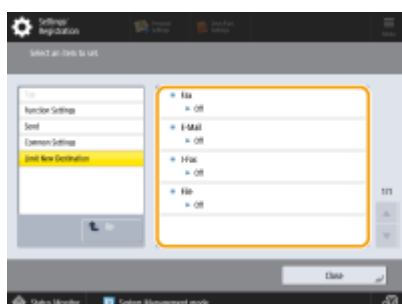 Settings/
Registration
Select an item to set.
Function Settings
Send
Common Settings
Limit New Destination
Fax
Off
E-Mail
Off
I-Fax
Off
File
Off
1/1
Up
Close
Status Monitor
System Management mode.